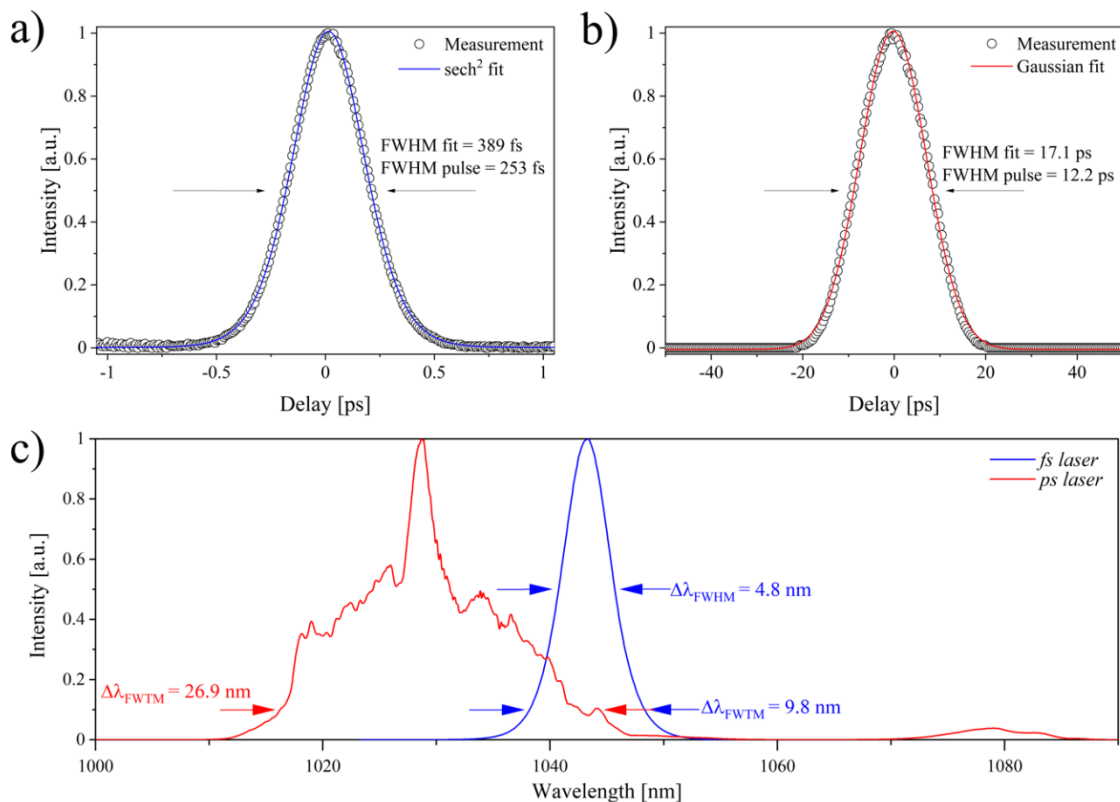 a)
Measurement
sech² fit
FWHM fit = 389 fs
FWHM pulse = 253 fs
Intensity [a.u.]
1
0.8
0.6
0.4
0.2
0
-1 -0.5 0 0.5 1
Delay [ps]
b)
Measurement
Gaussian fit
FWHM fit = 17.1 ps
FWHM pulse = 12.2 ps
Intensity [a.u.]
1
0.8
0.6
0.4
0.2
0
-40 -20 0 20 40
Delay [ps]
c)
fs laser
ps laser
Intensity [a.u.]
1
0.8
0.6
0.4
0.2
0
ΔλFWHM = 4.8 nm
ΔλFWTM = 26.9 nm
ΔλFWTM = 9.8 nm
1000 1020 1040 1060 1080
Wavelength [nm]